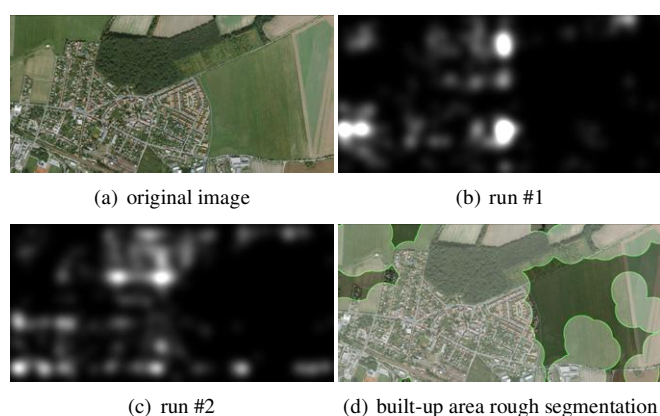 (a) original image
(b) run #1
(c) run #2
(d) built-up area rough segmentation